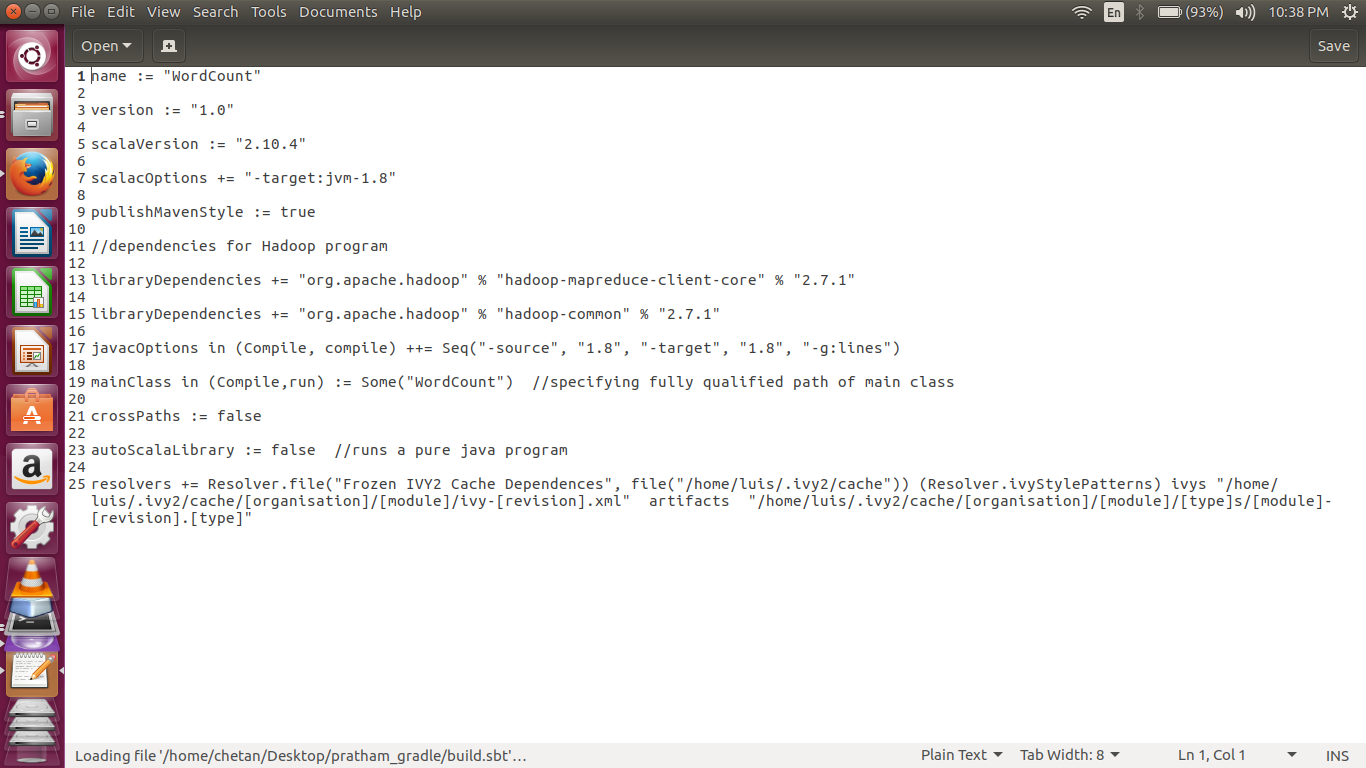 File Edit View Search Tools Documents Help
En (93%) 10:38 PM
Open Save
1 name := "WordCount"
2
3 version := "1.0"
4
5 scalaVersion := "2.10.4"
6
7 scalacOptions += "-target:jvm-1.8"
8
9 publishMavenStyle := true
10
11 //dependencies for Hadoop program
12
13 libraryDependencies += "org.apache.hadoop" % "hadoop-mapreduce-client-core" % "2.7.1"
14
15 libraryDependencies += "org.apache.hadoop" % "hadoop-common" % "2.7.1"
16
17 javacOptions in (Compile, compile) ++= Seq("-source", "1.8", "-target", "1.8", "-g:lines")
18
19 mainClass in (Compile,run) := Some("WordCount")  //specifying fully qualified path of main class
20
21 crossPaths := false
22
23 autoScalaLibrary := false  //runs a pure java program
24
25 resolvers += Resolver.file("Frozen IVY2 Cache Dependences", file("/home/luis/.ivy2/cache")) (Resolver.ivyStylePatterns) ivys "/home/
luis/.ivy2/cache/[organisation]/[module]/ivy-[revision].xml"  artifacts  "/home/luis/.ivy2/cache/[organisation]/[module]/[type]s/[module]-
[revision].[type]"
Loading file '/home/chetan/Desktop/pratham_gradle/build.sbt'… Plain Text Tab Width: 8 Ln 1, Col 1 INS